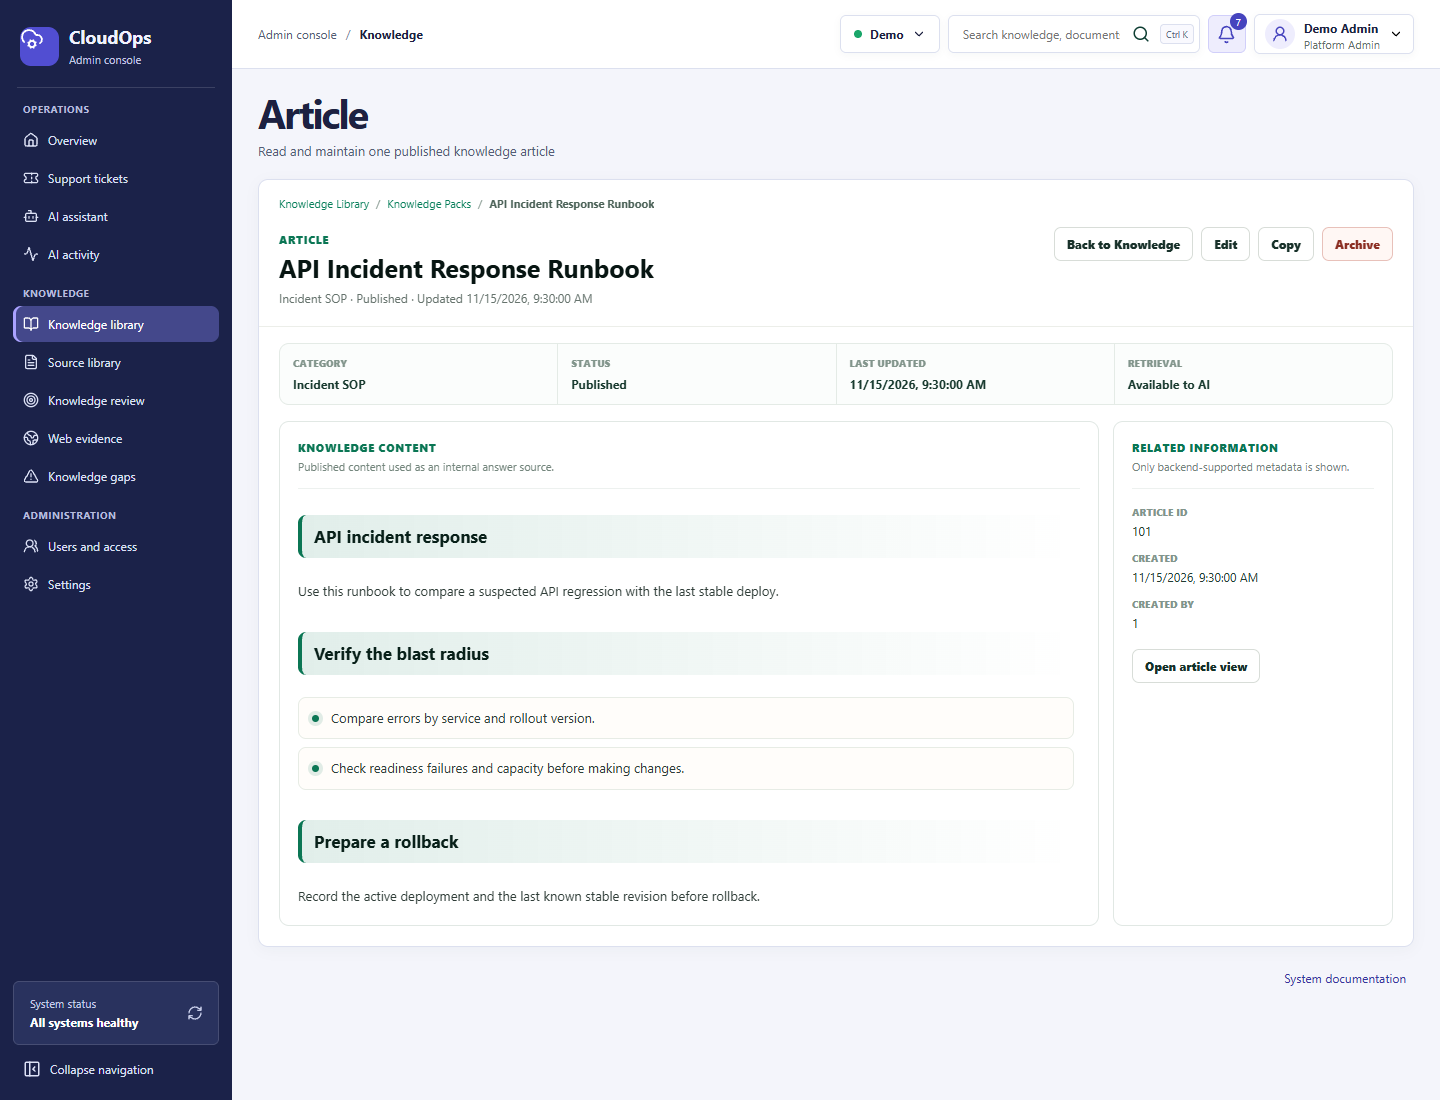 CloudOps
Admin console
OPERATIONS
Overview
Support tickets
AI assistant
AI activity
KNOWLEDGE
Knowledge library
Source library
Knowledge review
Web evidence
Knowledge gaps
ADMINISTRATION
Users and access
Settings
System status
All systems healthy
Collapse navigation
Admin console / Knowledge
Demo
Search knowledge, document
Ctrl K
7
Demo Admin
Platform Admin
Article
Read and maintain one published knowledge article
Knowledge Library / Knowledge Packs / API Incident Response Runbook
ARTICLE
API Incident Response Runbook
Incident SOP · Published · Updated 11/15/2026, 9:30:00 AM
Back to Knowledge
Edit
Copy
Archive
CATEGORY
Incident SOP
STATUS
Published
LAST UPDATED
11/15/2026, 9:30:00 AM
RETRIEVAL
Available to AI
KNOWLEDGE CONTENT
Published content used as an internal answer source.
API incident response
Use this runbook to compare a suspected API regression with the last stable deploy.
Verify the blast radius
Compare errors by service and rollout version.
Check readiness failures and capacity before making changes.
Prepare a rollback
Record the active deployment and the last known stable revision before rollback.
RELATED INFORMATION
Only backend-supported metadata is shown.
ARTICLE ID
101
CREATED
11/15/2026, 9:30:00 AM
CREATED BY
1
Open article view
System documentation